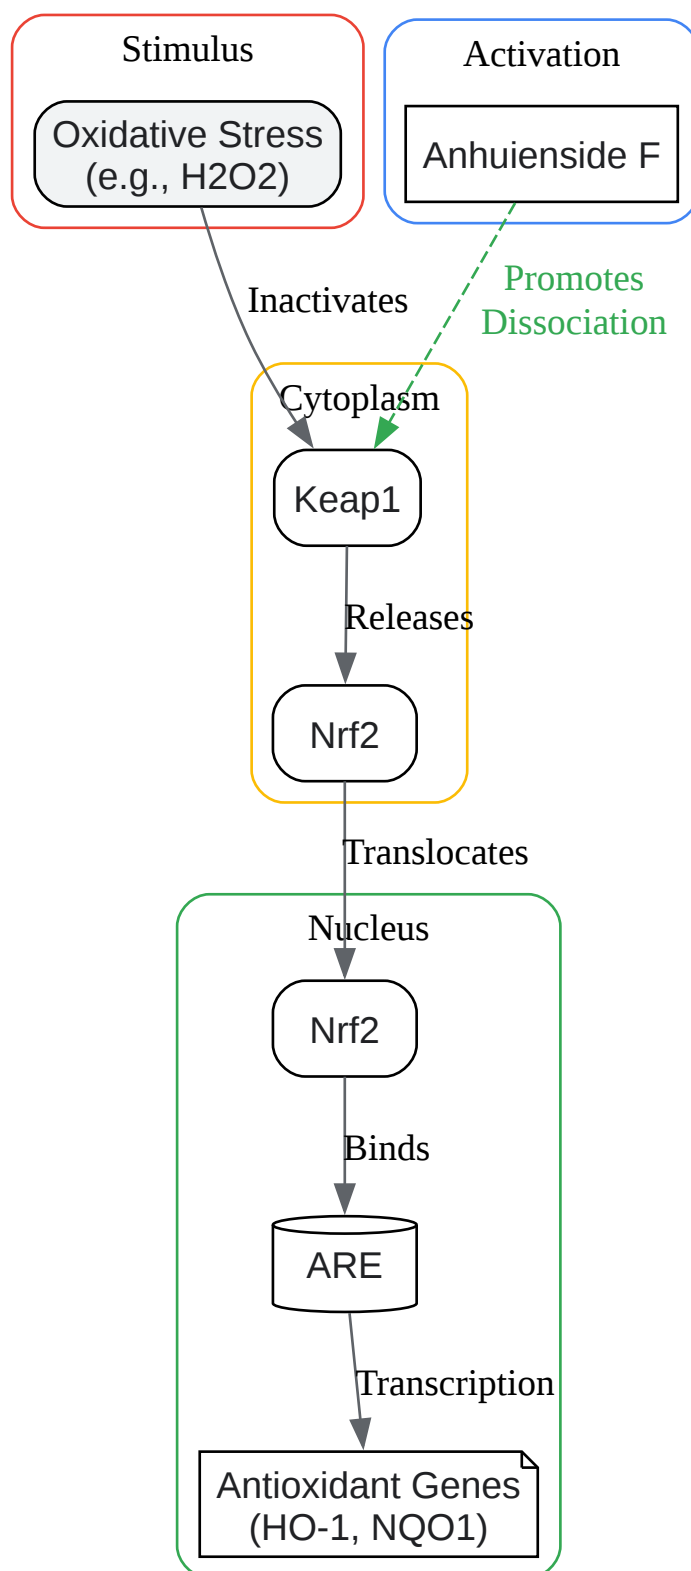 Stimulus
Activation
Oxidative Stress
(e.g., H2O2)
Anhuienside F
Inactivates
Promotes
Dissociation
Cytoplasm
Keap1
Releases
Nrf2
Translocates
Nucleus
Nrf2
Binds
ARE
Transcription
Antioxidant Genes
(HO-1, NQO1)